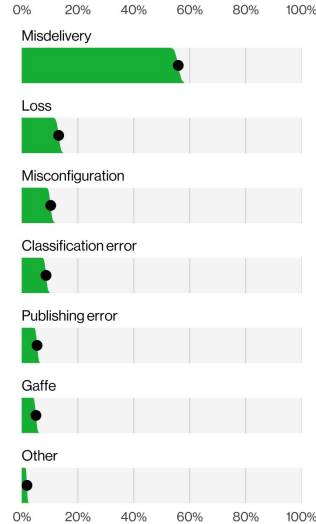 0% 20% 40% 60% 80% 100%
Misdelivery
Loss
Misconfiguration
Classification error
Publishing error
Gaffe
Other
0% 20% 40% 60% 80% 100%